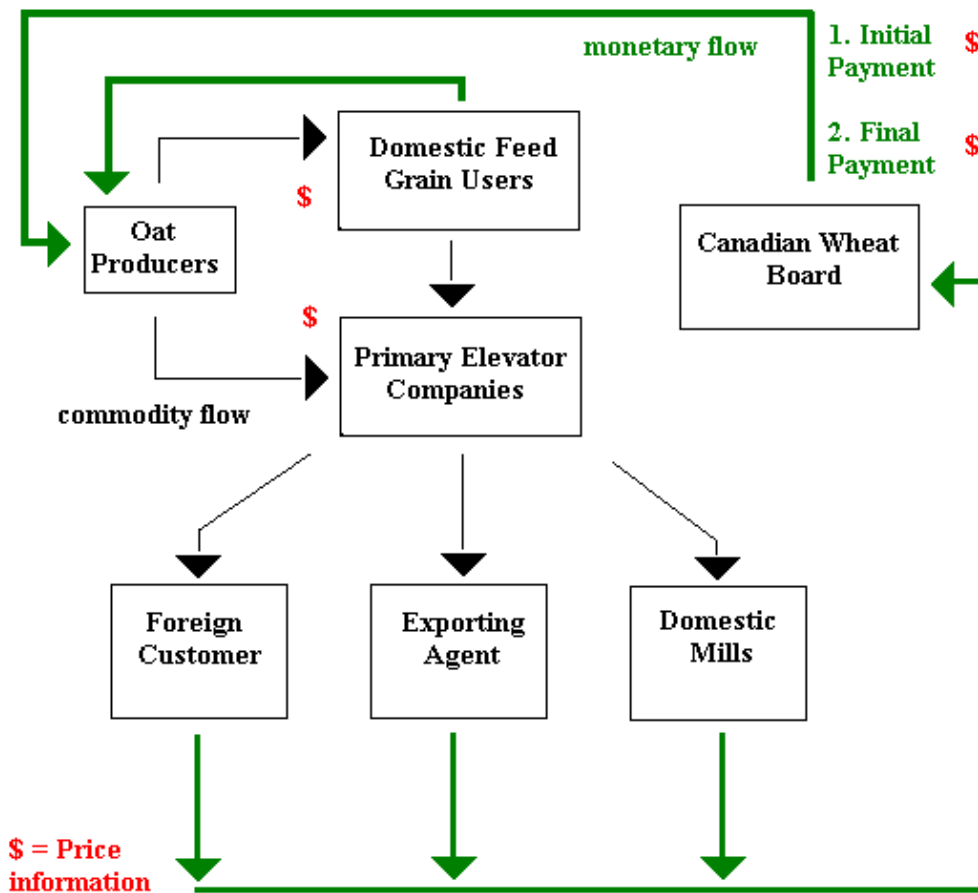 monetary flow
1. Initial $
Payment
2. Final $
Payment
Domestic Feed
Grain Users
$
Oat
Producers
Canadian Wheat
Board
$
Primary Elevator
Companies
commodity flow
Foreign
Customer
Exporting
Agent
Domestic
Mills
$ = Price
information